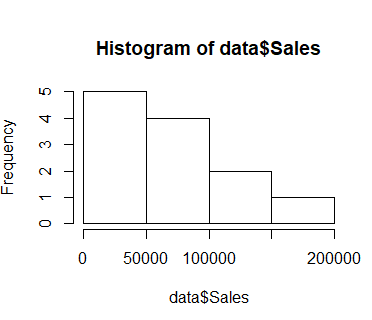 Histogram of data$Sales
Frequency
5
4
3
2
1
0
0 50000 100000 200000
data$Sales